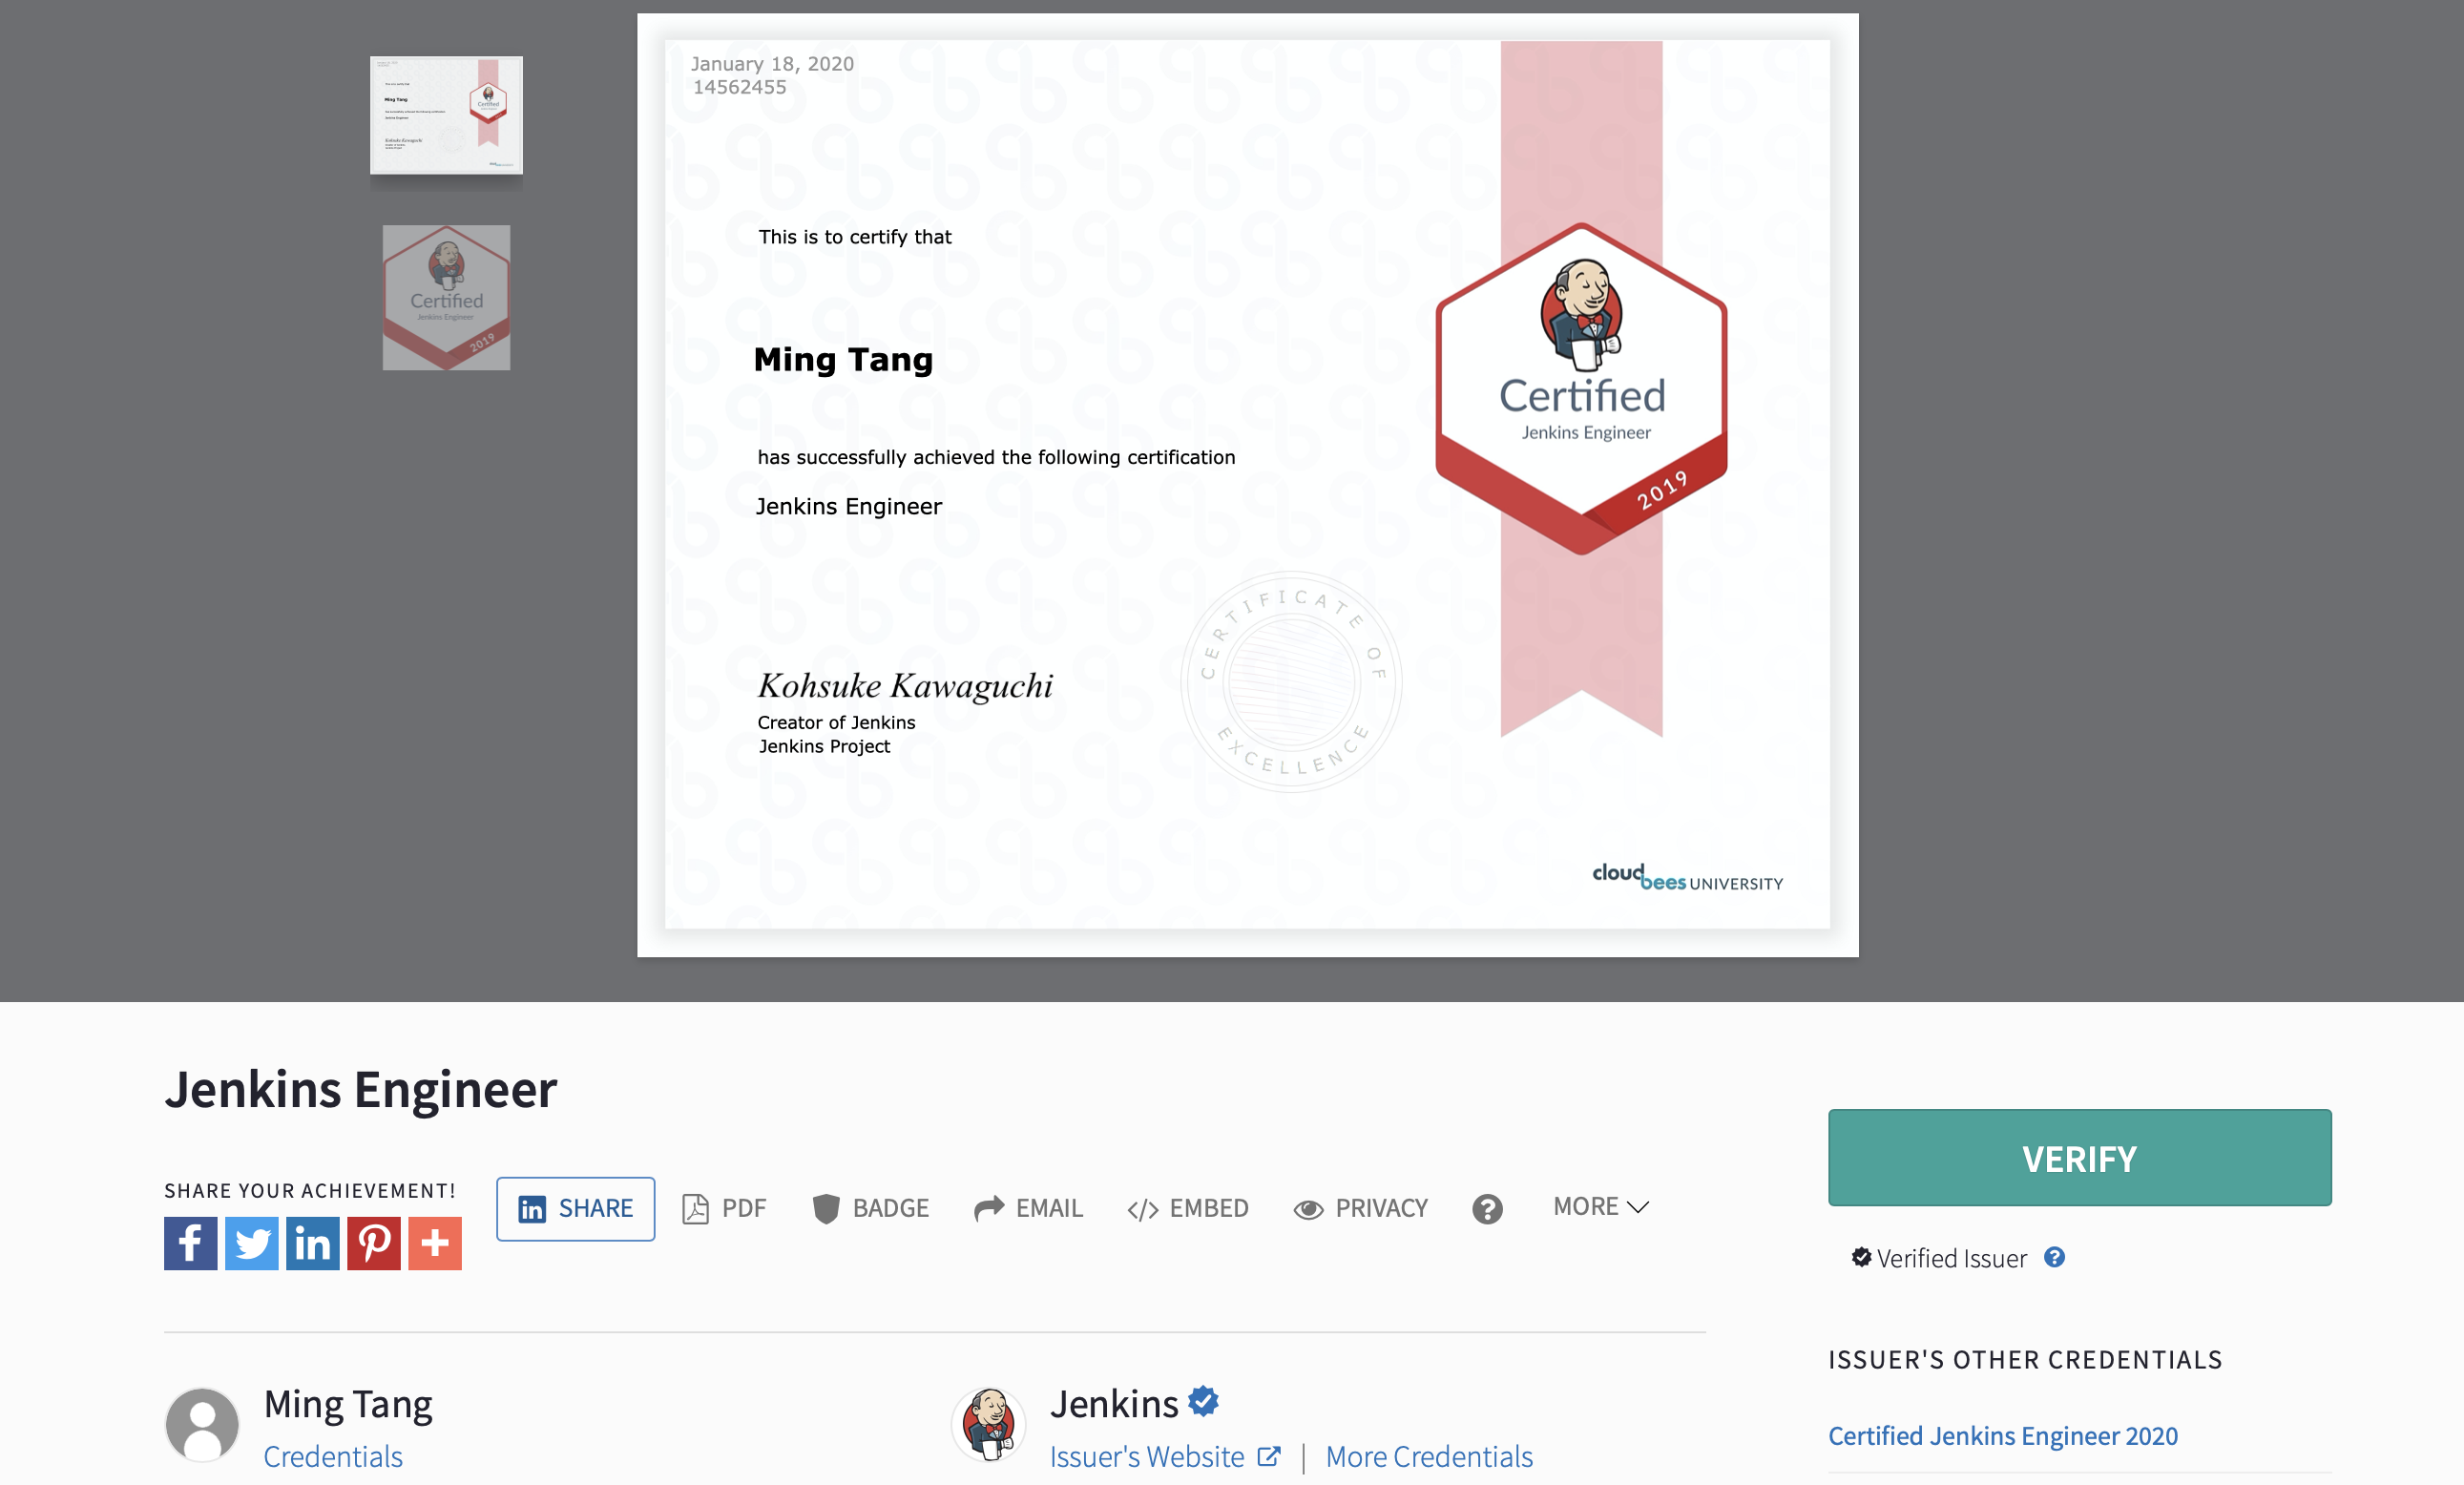 January 18, 2020
14562455
This is to certify that
Ming Tang
has successfully achieved the following certification
Jenkins Engineer
Kohsuke Kawaguchi
Creator of Jenkins
Jenkins Project
CERTIFICATE OF
EXCELLENCE
Certified
Jenkins Engineer
2019
cloudbees UNIVERSITY
Ming Tang
Certified
Certified
Jenkins Engineer
2019
Jenkins Engineer
SHARE YOUR ACHIEVEMENT!
SHARE PDF BADGE EMAIL EMBED PRIVACY MORE
VERIFY
Verified Issuer
Ming Tang
Credentials
Jenkins
Issuer's Website | More Credentials
ISSUER'S OTHER CREDENTIALS
Certified Jenkins Engineer 2020